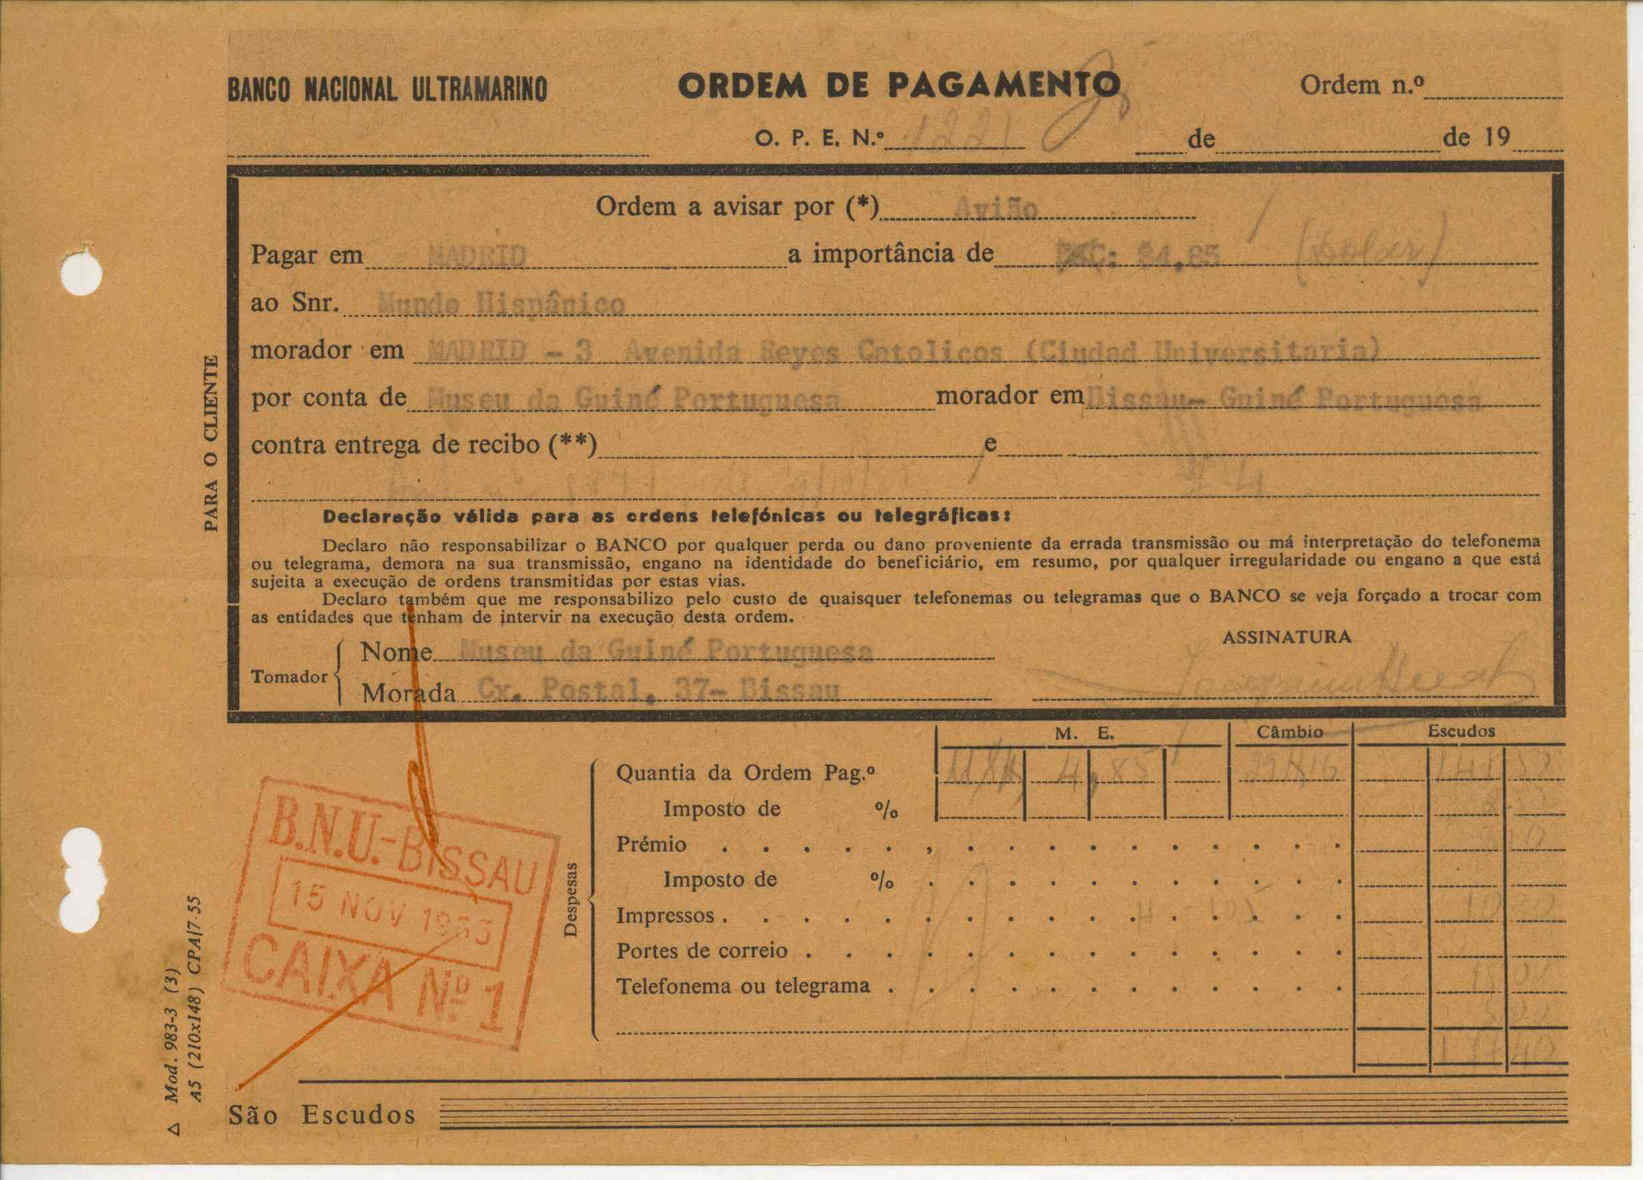 BANCO NACIONAL ULTRAMARINO
ORDEM DE PAGAMENTO
Ordem n.º
O. P. E. N.º 1221 de de 19
Ordem a avisar por (*) Avião
Pagar em MADRID a importância de $4,85 (Dolar)
ao Snr. Mundo Hispânico
morador em MADRID - 3 Avenida Reyes Catolicos (Ciudad Universitaria)
por conta de Museu da Guiné Portuguesa morador em Bissau- Guiné Portuguesa
contra entrega de recibo (**) e
Declaração válida para as ordens telefónicas ou telegráficas:
Declaro não responsabilizar o BANCO por qualquer perda ou dano proveniente da errada transmissão ou má interpretação do telefonema
ou telegrama, demora na sua transmissão, engano na identidade do beneficiário, em resumo, por qualquer irregularidade ou engano a que está
sujeita a execução de ordens transmitidas por estas vias.
Declaro também que me responsabilizo pelo custo de quaisquer telefonemas ou telegramas que o BANCO se veja forçado a trocar com
as entidades que tenham de intervir na execução desta ordem.
ASSINATURA
Tomador
Nome Museu da Guiné Portuguesa
Morada Cx. Postal, 37- Bissau
PARA O CLIENTE
M. E. Câmbio Escudos
Quantia da Ordem Pag.º 4,85
Imposto de %
Despesas
Prémio
Imposto de %
Impressos
Portes de correio
Telefonema ou telegrama
B.N.U.-BISSAU
15 NOV 1963
CAIXA Nº 1
São Escudos
Mod. 983-3 (3)
A5 (210x148) CPA|7-55